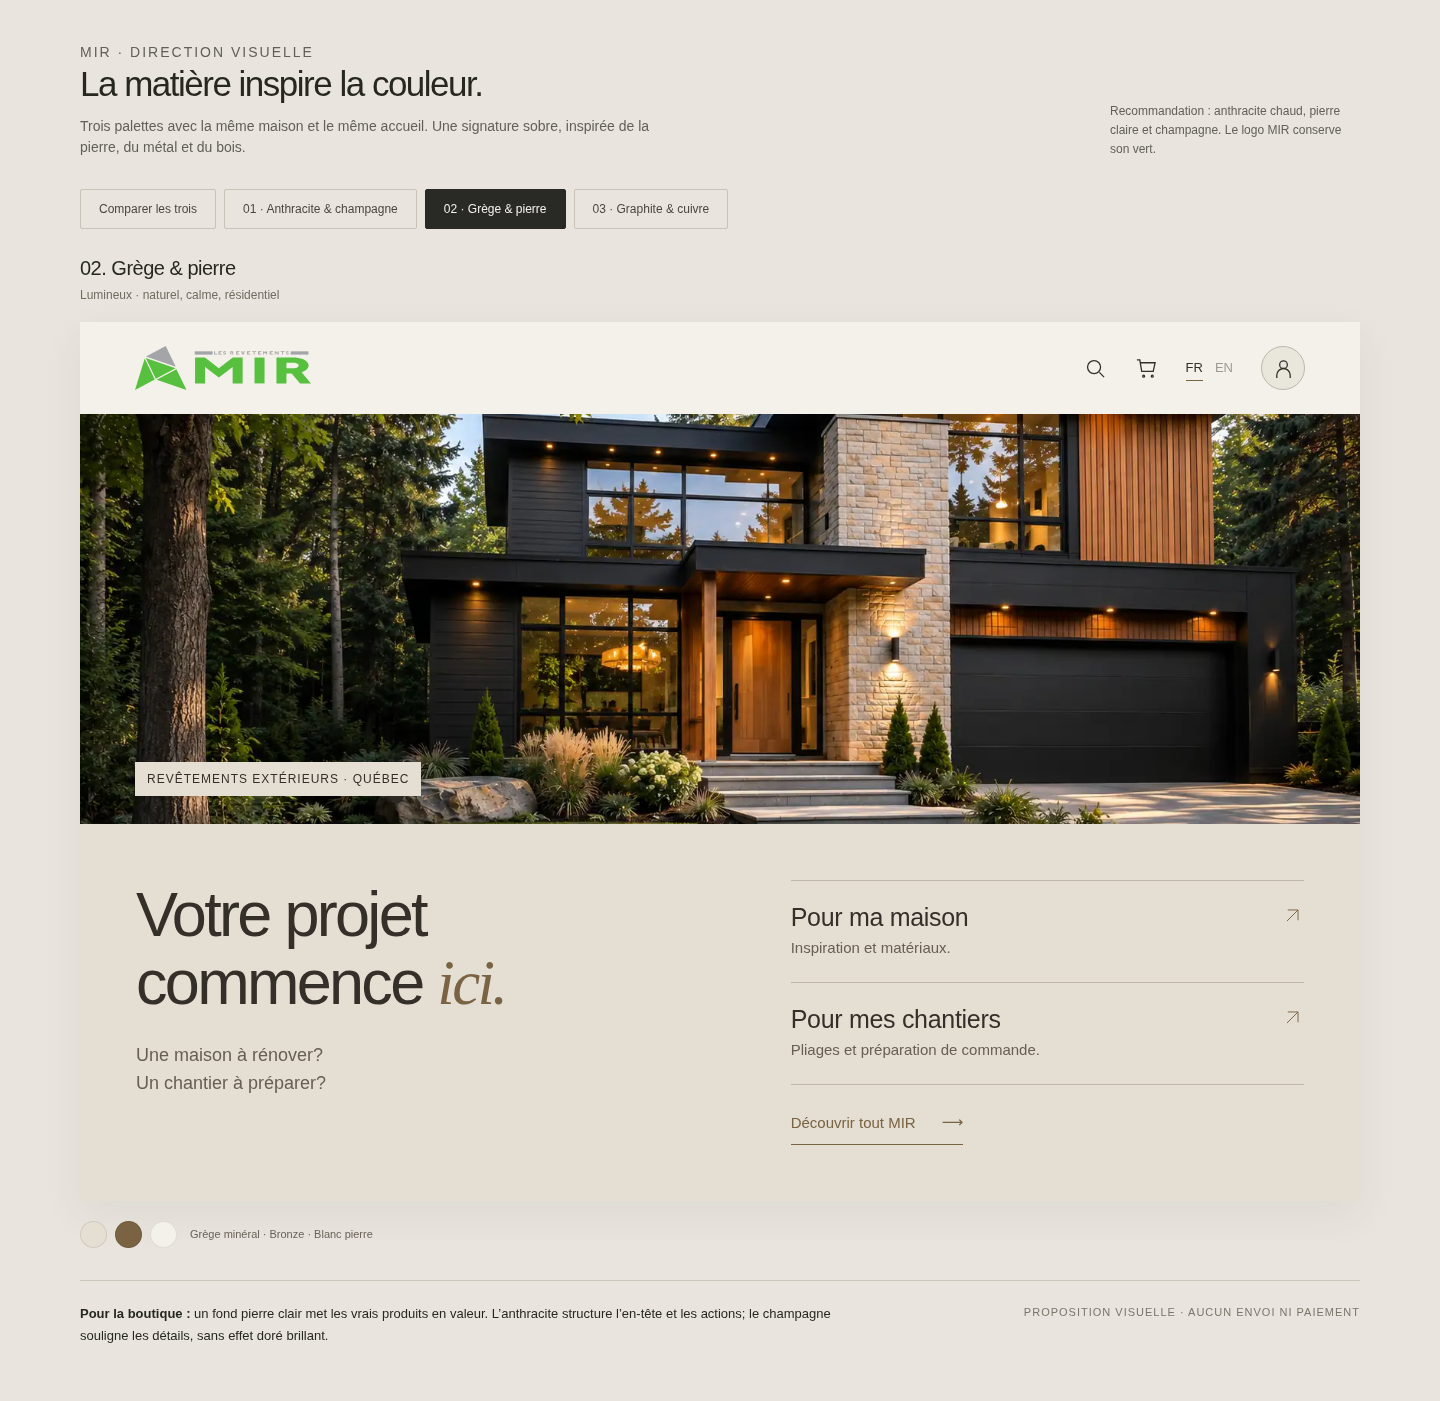 MIR · DIRECTION VISUELLE
La matière inspire la couleur.
Trois palettes avec la même maison et le même accueil. Une signature sobre, inspirée de la
pierre, du métal et du bois.
Recommandation : anthracite chaud, pierre
claire et champagne. Le logo MIR conserve
son vert.
Comparer les trois
01 · Anthracite & champagne
02 · Grège & pierre
03 · Graphite & cuivre
02. Grège & pierre
Lumineux · naturel, calme, résidentiel
LES REVÊTEMENTS
MIR
FR EN
REVÊTEMENTS EXTÉRIEURS · QUÉBEC
Votre projet
commence ici.
Une maison à rénover?
Un chantier à préparer?
Pour ma maison
Inspiration et matériaux.
Pour mes chantiers
Pliages et préparation de commande.
Découvrir tout MIR ⟶
Grège minéral · Bronze · Blanc pierre
Pour la boutique : un fond pierre clair met les vrais produits en valeur. L’anthracite structure l’en-tête et les actions; le champagne
souligne les détails, sans effet doré brillant.
PROPOSITION VISUELLE · AUCUN ENVOI NI PAIEMENT